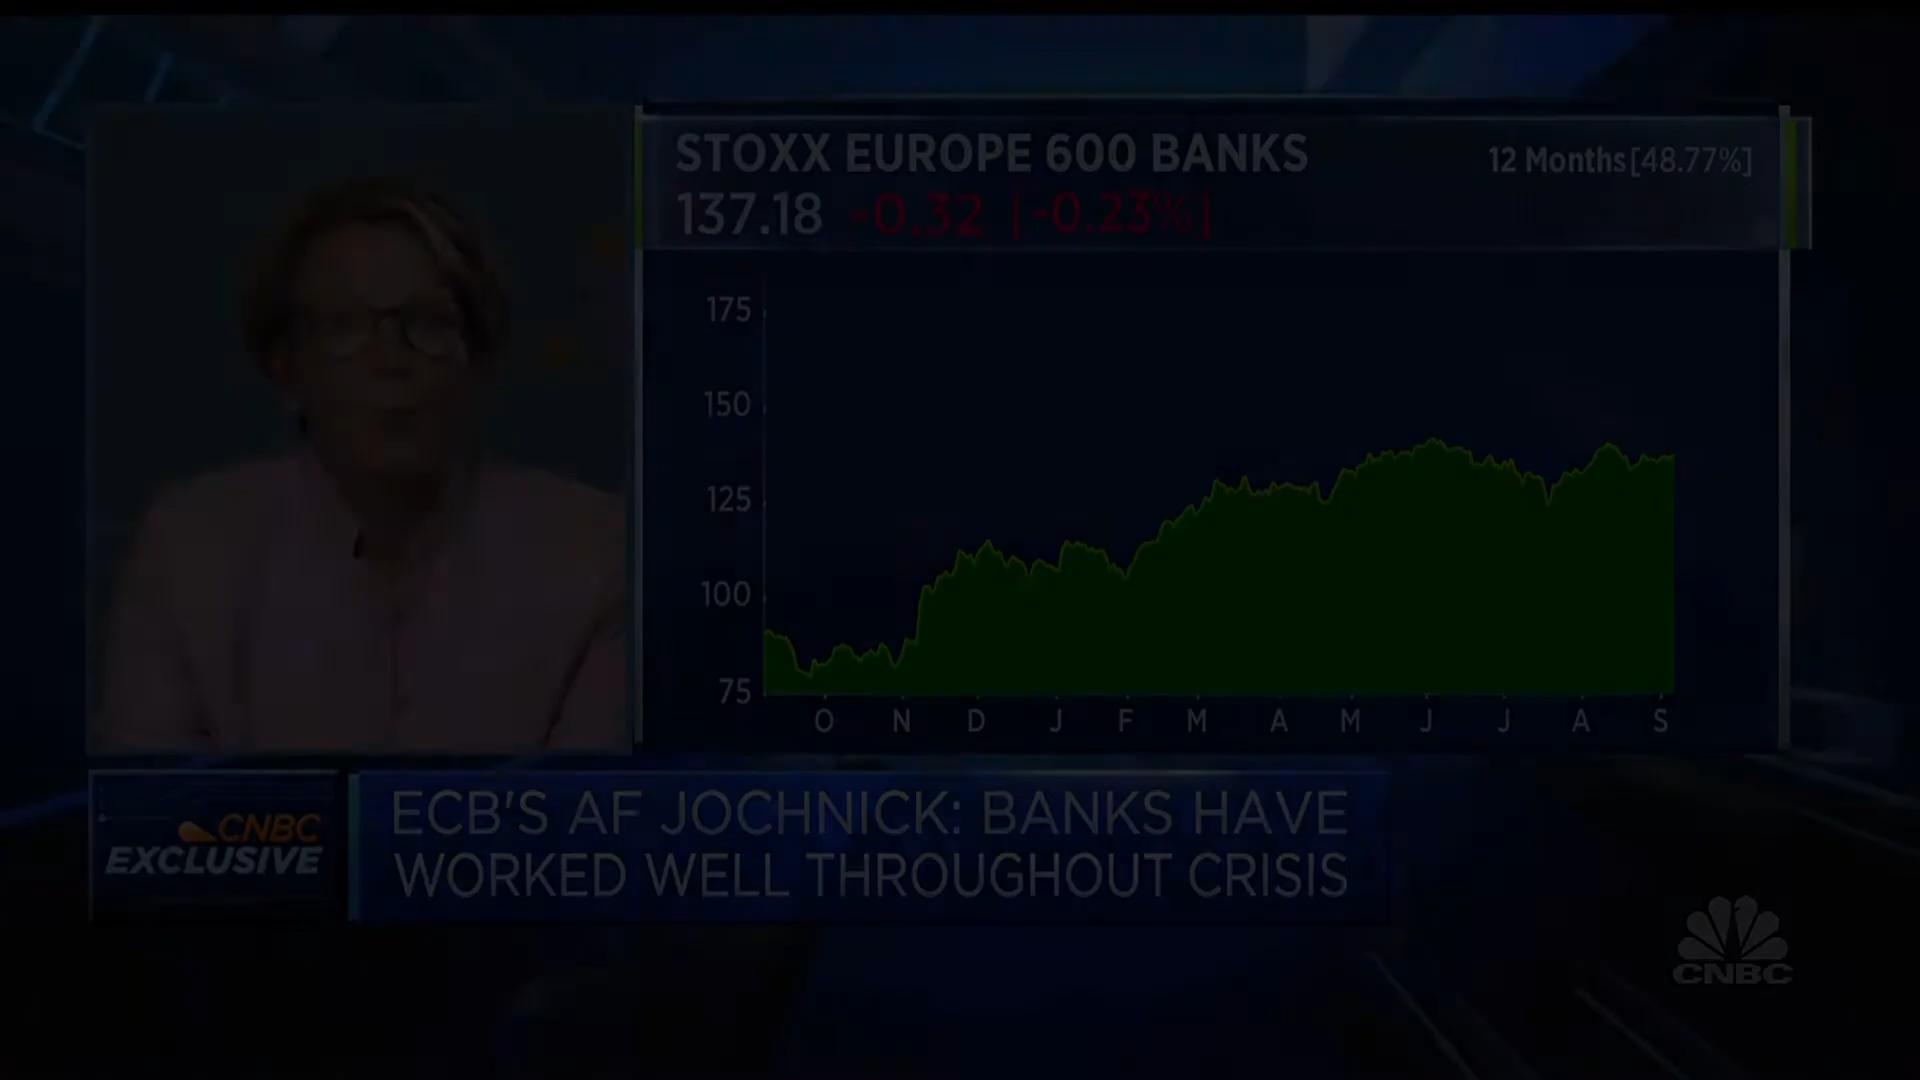 STOXX EUROPE 600 BANKS
12 Months[48.77%]
137.18 -0.32 [-0.23%]
175
150
125
100
75
O N D J F M A M J J A S
CNBC
EXCLUSIVE
ECB'S AF JOCHNICK: BANKS HAVE
WORKED WELL THROUGHOUT CRISIS
CNBC